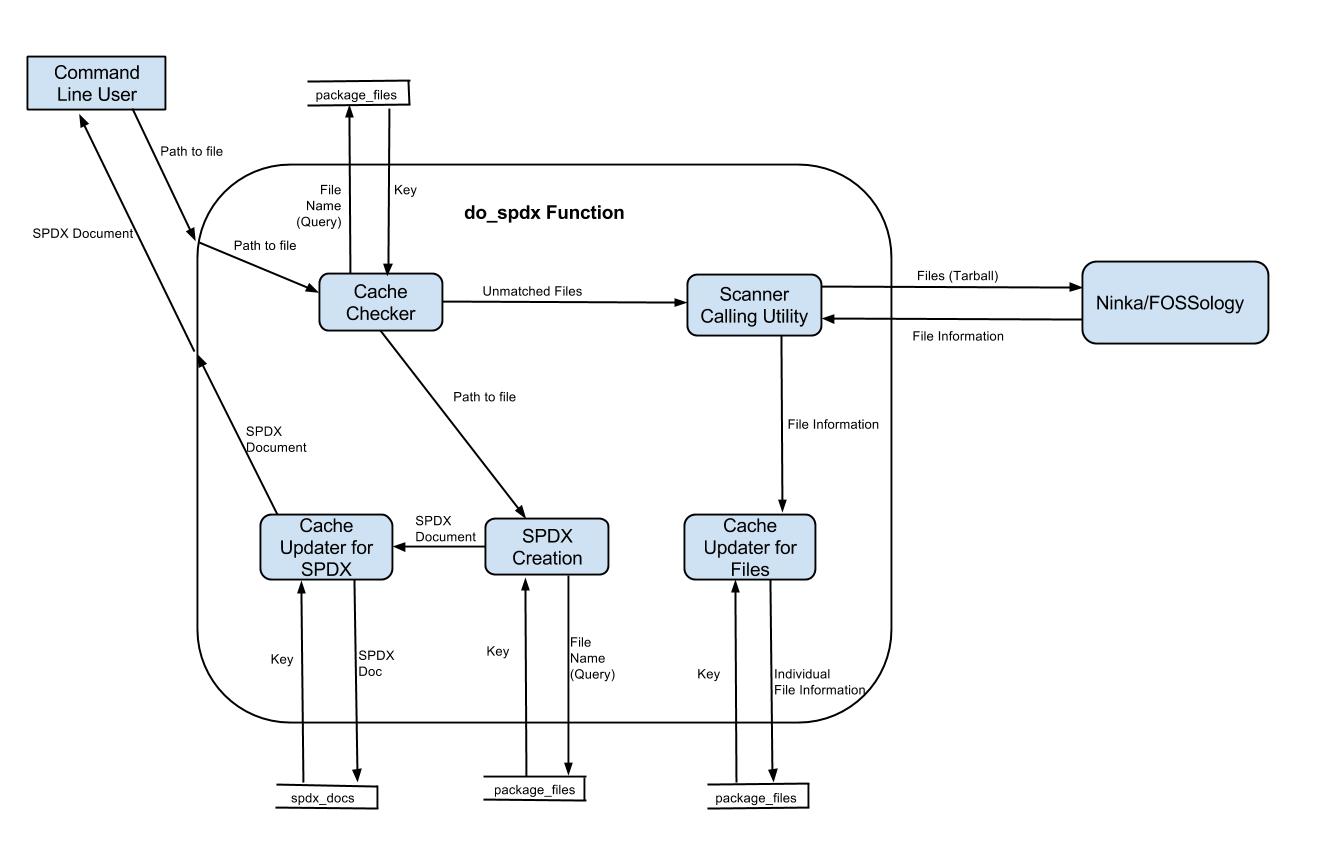 Command
Line User
package_files
Path to file
File
Name
(Query)
Key
do_spdx Function
SPDX Document
Path to file
Cache
Checker
Unmatched Files
Scanner
Calling Utility
Files (Tarball)
Ninka/FOSSology
File Information
Path to file
File Information
SPDX
Document
Cache
Updater for
SPDX
SPDX
Document
SPDX
Creation
Cache
Updater for
Files
Key
SPDX
Doc
Key
File
Name
(Query)
Key
Individual
File Information
spdx_docs
package_files
package_files